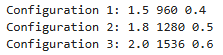 Configuration 1: 1.5 960 0.4
Configuration 2: 1.8 1280 0.5
Configuration 3: 2.0 1536 0.6